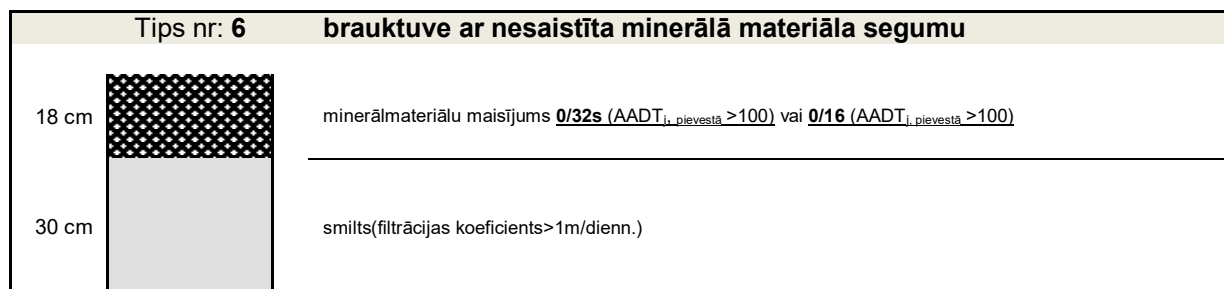 Tips nr: 6 brauktuve ar nesaistīta minerālā materiāla segumu
18 cm minerālmateriālu maisījums 0/32s (AADTj, pievestā >100) vai 0/16 (AADTj, pievestā >100)
30 cm smilts(filtrācijas koeficients>1m/dienn.)